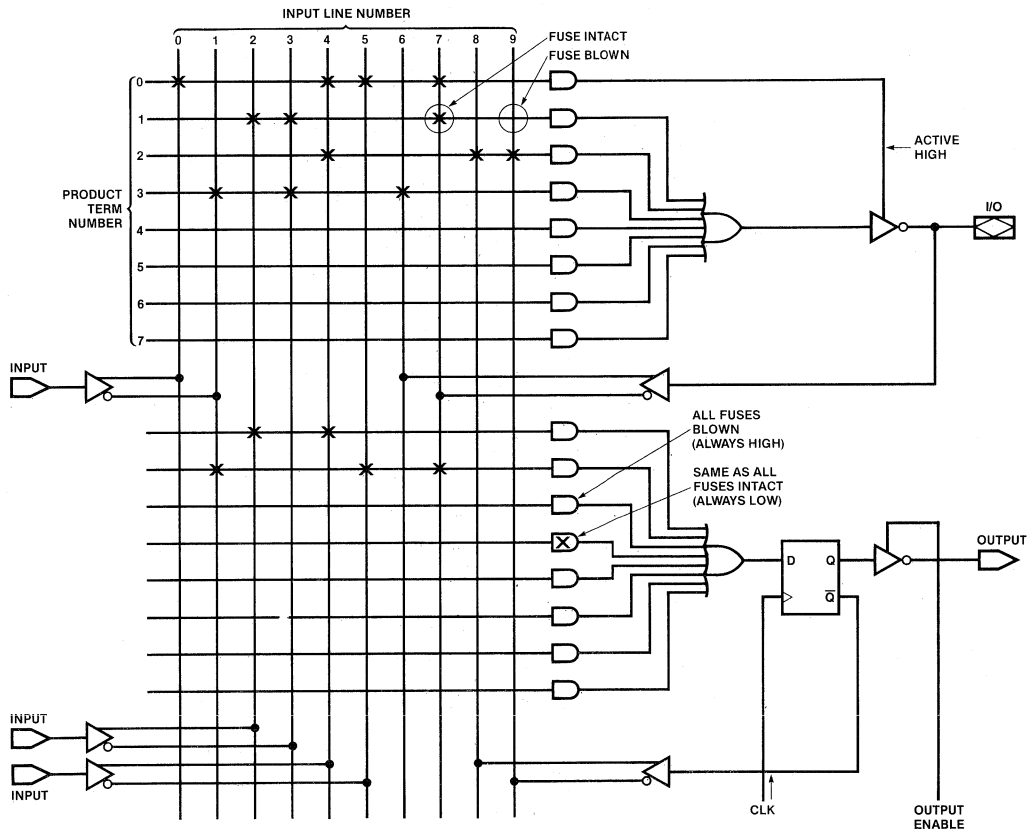 INPUT LINE NUMBER
0 1 2 3 4 5 6 7 8 9
FUSE INTACT
FUSE BLOWN
0
1
2
3
4
5
6
7
PRODUCT
TERM
NUMBER
ACTIVE
HIGH
I/O
INPUT
ALL FUSES
BLOWN
(ALWAYS HIGH)
SAME AS ALL
FUSES INTACT
(ALWAYS LOW)
D Q
Q̅
OUTPUT
INPUT
INPUT
CLK
OUTPUT
ENABLE